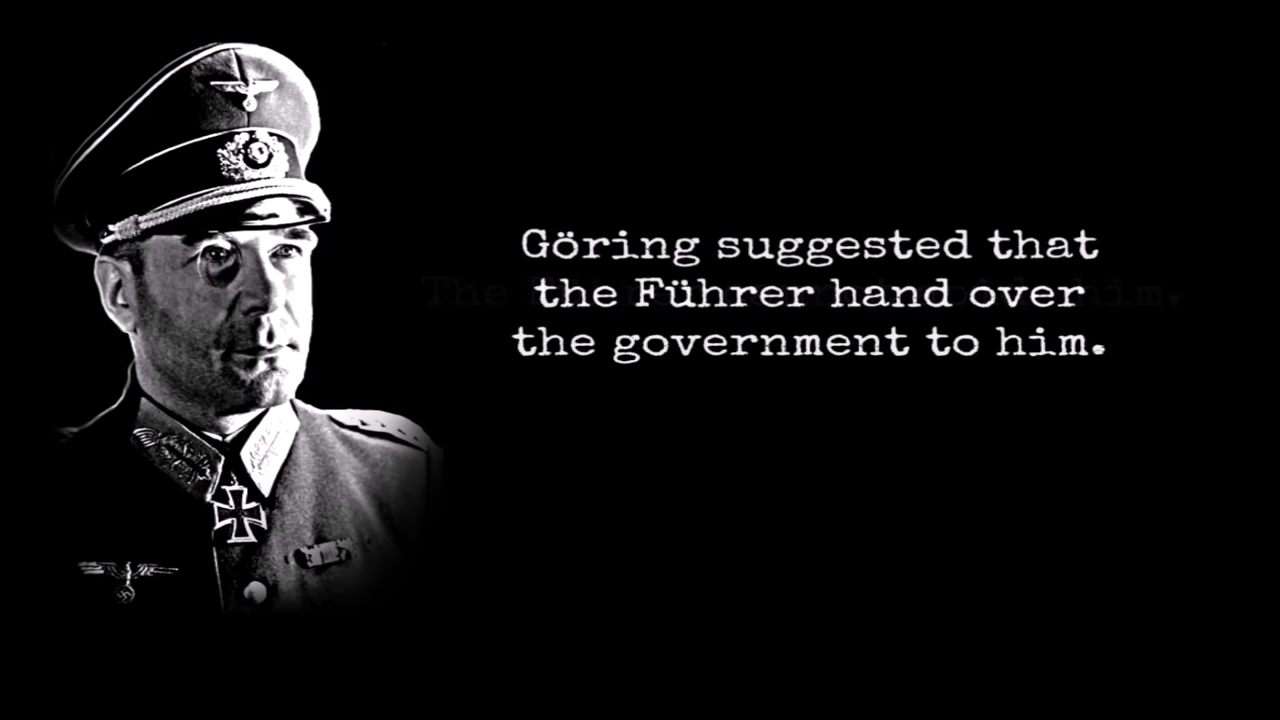 Göring suggested that
the Führer hand over
the government to him.